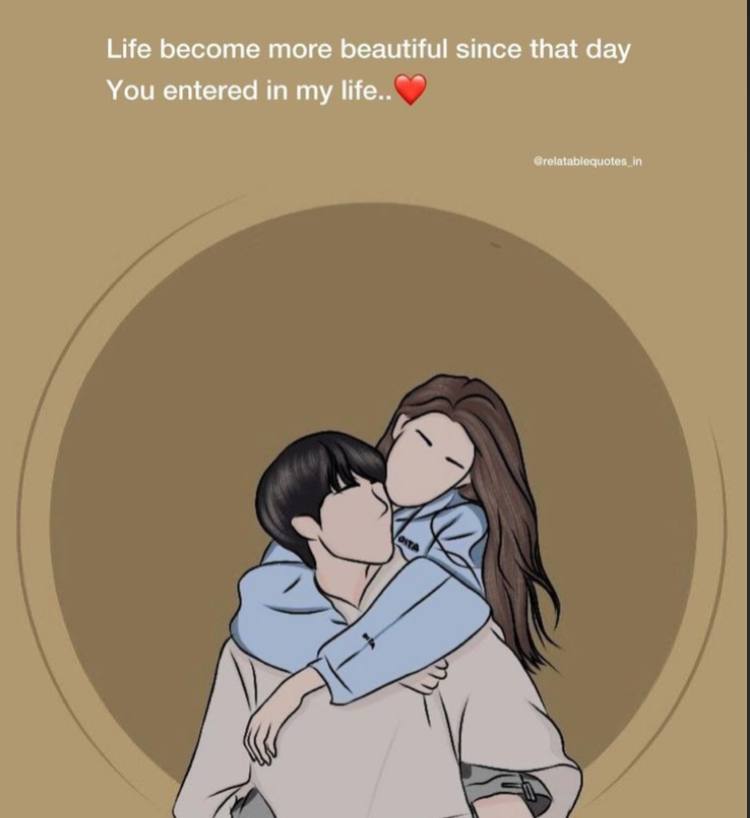 Life become more beautiful since that day
You entered in my life..❤️
@relatablequotes_in